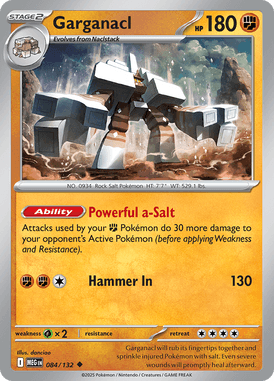 STAGE 2 Garganacl HP 180
Evolves from Naclstack
NO. 0934 Rock Salt Pokémon HT: 7'7" WT: 529.1 lbs.
Ability Powerful a-Salt
Attacks used by your Pokémon do 30 more damage to
your opponent's Active Pokémon (before applying Weakness
and Resistance).
Hammer In 130
weakness ×2 resistance retreat
Illus. danciao
MEG EN 084/132
©2025 Pokémon / Nintendo / Creatures / GAME FREAK
Garganacl will rub its fingertips together and
sprinkle injured Pokémon with salt. Even severe
wounds will promptly heal afterward.